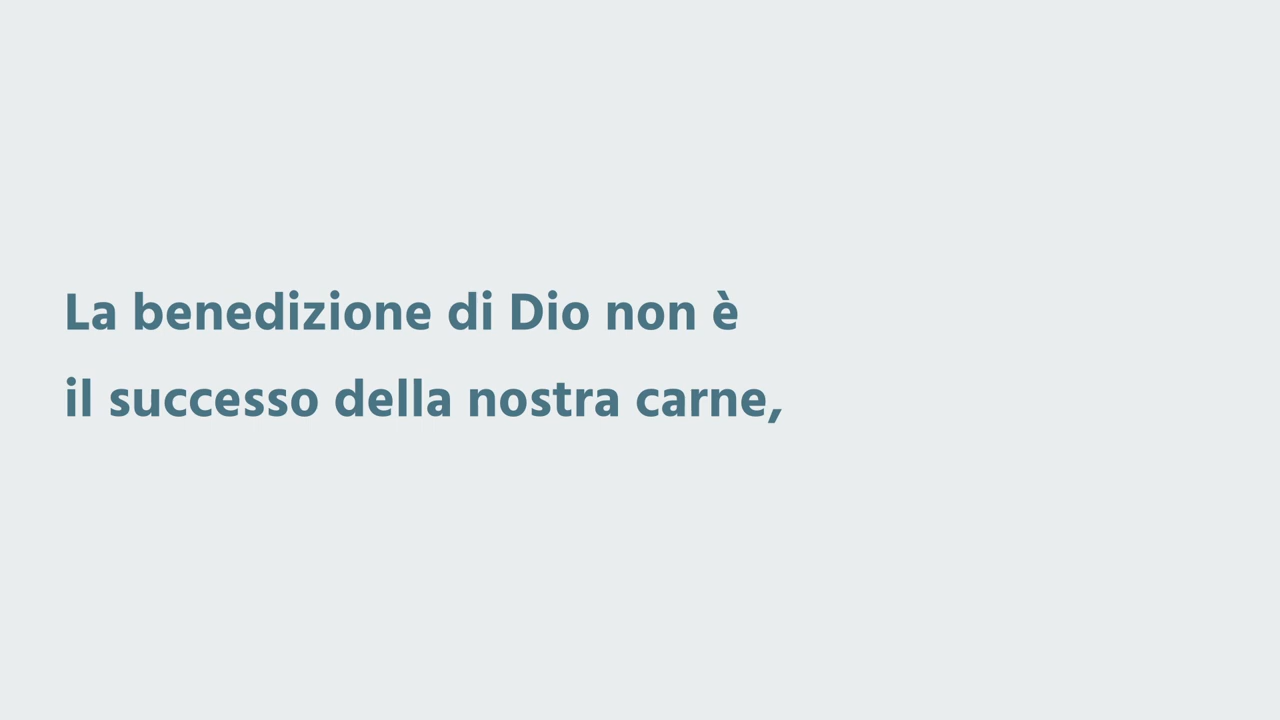 La benedizione di Dio non è
il successo della nostra carne,